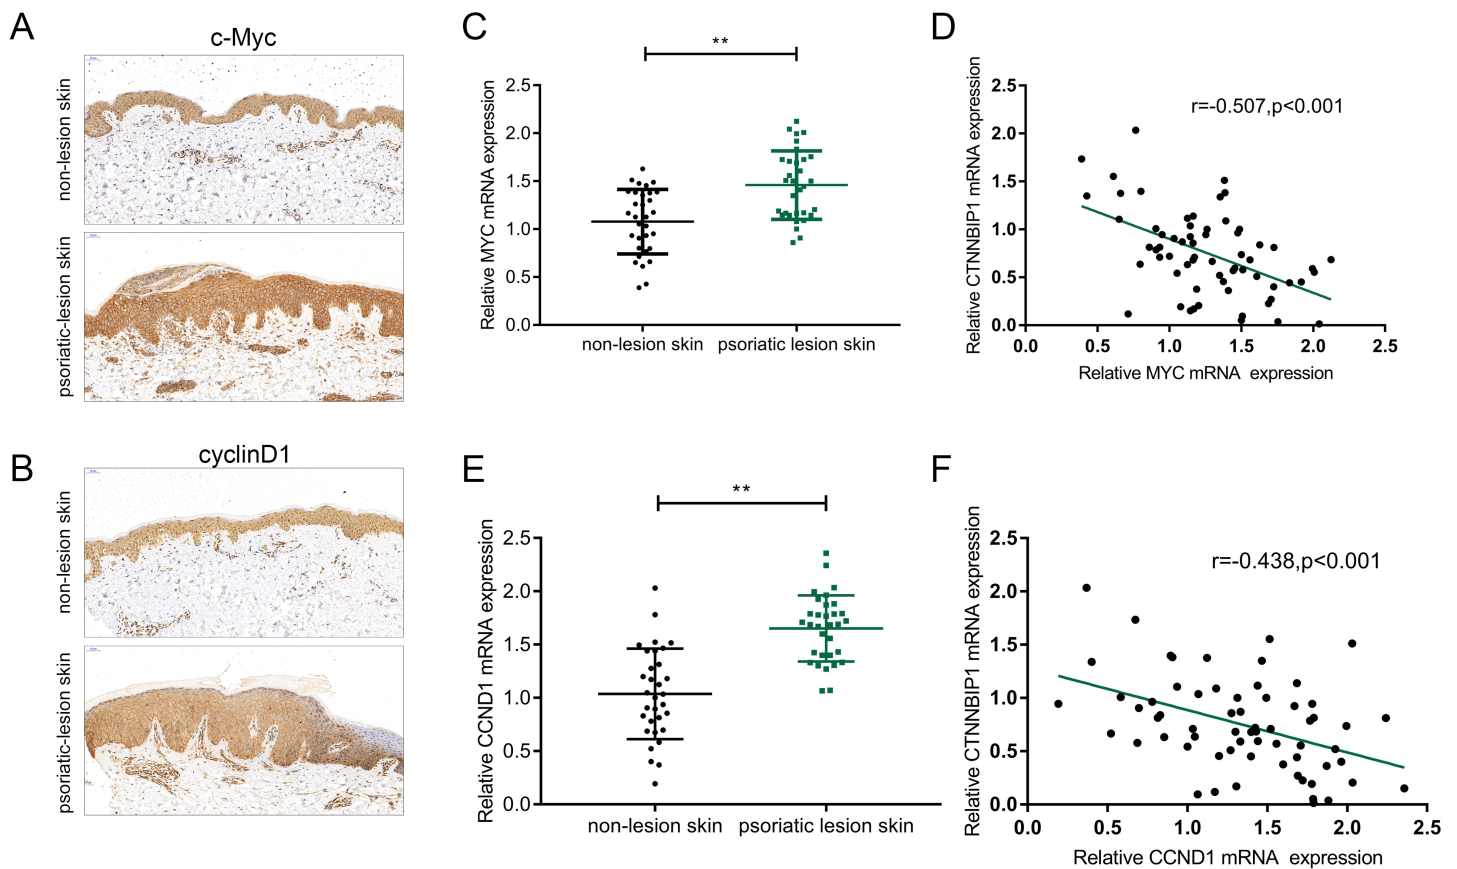 A
c-Myc
non-lesion skin
psoriatic-lesion skin
B
cyclinD1
non-lesion skin
psoriatic-lesion skin
C
**
Relative MYC mRNA expression
2.5
2.0
1.5
1.0
0.5
0.0
non-lesion skin psoriatic lesion skin
D
r=-0.507,p<0.001
Relative CTNNBIP1 mRNA expression
2.5
2.0
1.5
1.0
0.5
0.0
0.0 0.5 1.0 1.5 2.0 2.5
Relative MYC mRNA expression
E
**
Relative CCND1 mRNA expression
2.5
2.0
1.5
1.0
0.5
0.0
non-lesion skin psoriatic lesion skin
F
r=-0.438,p<0.001
Relative CTNNBIP1 mRNA expression
2.5
2.0
1.5
1.0
0.5
0.0
0.0 0.5 1.0 1.5 2.0 2.5
Relative CCND1 mRNA expression